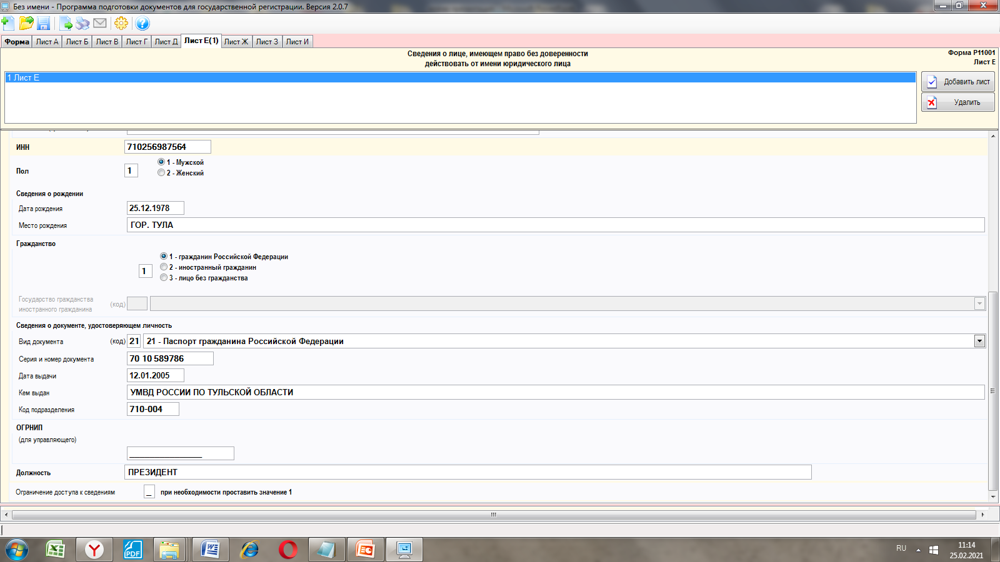 Без имени - Программа подготовки документов для государственной регистрации. Версия 2.0.7
Форма Лист А Лист Б Лист В Лист Г Лист Д Лист Е(1) Лист Ж Лист З Лист И
Сведения о лице, имеющем право без доверенности
действовать от имени юридического лица
Форма Р11001
Лист Е
1 Лист Е
Добавить лист
Удалить
ИНН 710256987564
Пол 1
1 - Мужской
2 - Женский
Сведения о рождении
Дата рождения 25.12.1978
Место рождения ГОР. ТУЛА
Гражданство
1
1 - гражданин Российской Федерации
2 - иностранный гражданин
3 - лицо без гражданства
Государство гражданства
иностранного гражданина (код)
Сведения о документе, удостоверяющем личность
Вид документа (код) 21 21 - Паспорт гражданина Российской Федерации
Серия и номер документа 70 10 589786
Дата выдачи 12.01.2005
Кем выдан УМВД РОССИИ ПО ТУЛЬСКОЙ ОБЛАСТИ
Код подразделения 710-004
ОГРНИП
(для управляющего)
Должность ПРЕЗИДЕНТ
Ограничение доступа к сведениям _ при необходимости проставить значение 1
PDF
RU
11:14
25.02.2021